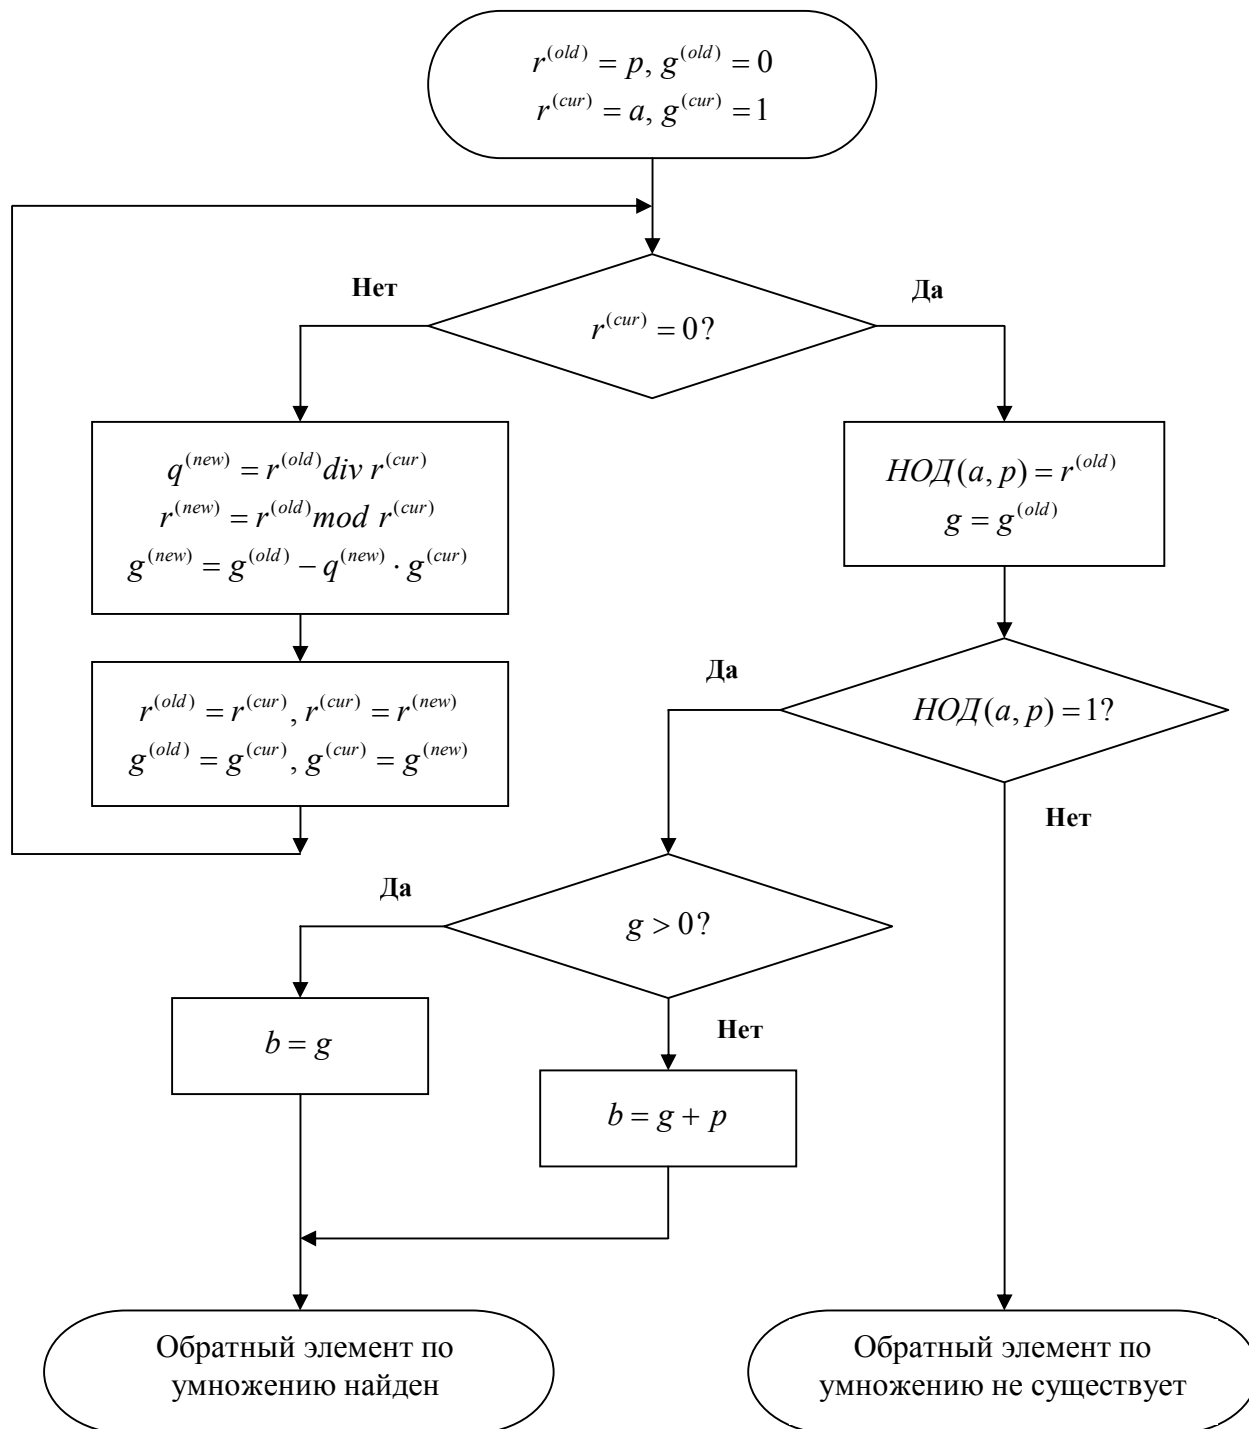 r^(old) = p, g^(old) = 0
r^(cur) = a, g^(cur) = 1
Нет
Да
r^(cur) = 0?
q^(new) = r^(old) div r^(cur)
r^(new) = r^(old) mod r^(cur)
g^(new) = g^(old) − q^(new) · g^(cur)
НОД(a, p) = r^(old)
g = g^(old)
r^(old) = r^(cur), r^(cur) = r^(new)
g^(old) = g^(cur), g^(cur) = g^(new)
Да
НОД(a, p) = 1?
Нет
Да
g > 0?
b = g
Нет
b = g + p
Обратный элемент по
умножению найден
Обратный элемент по
умножению не существует